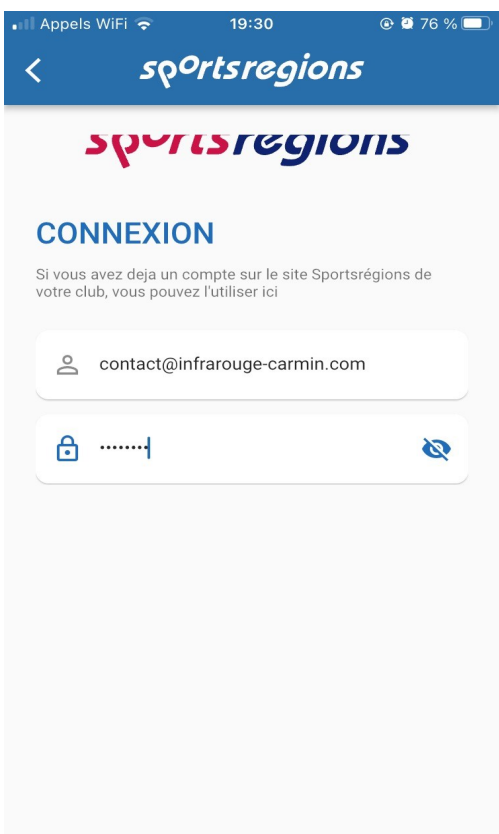 Appels WiFi 19:30 76 %
sportsregions
sportsregions
CONNEXION
Si vous avez deja un compte sur le site Sportsrégions de
votre club, vous pouvez l'utiliser ici
contact@infrarouge-carmin.com
••••••••